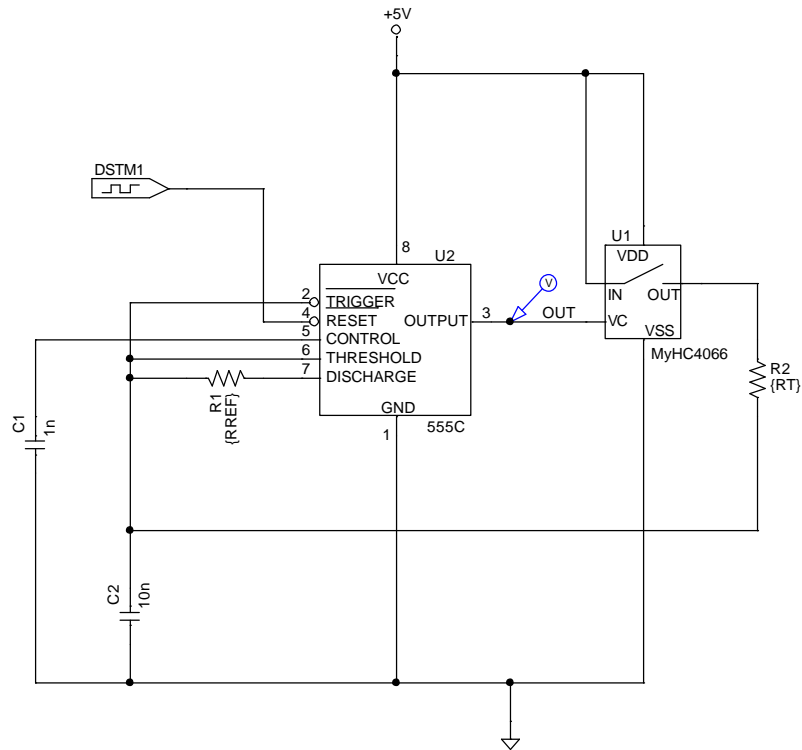 +5V
DSTM1
8
U2
U1
VCC
VDD
2
TRIGGER
IN
OUT
4
RESET
OUTPUT
3
OUT
VC
V
5
CONTROL
VSS
6
THRESHOLD
MyHC4066
7
DISCHARGE
R2
{RT}
R1
{RREF}
GND
1
555C
C1
1n
C2
10n